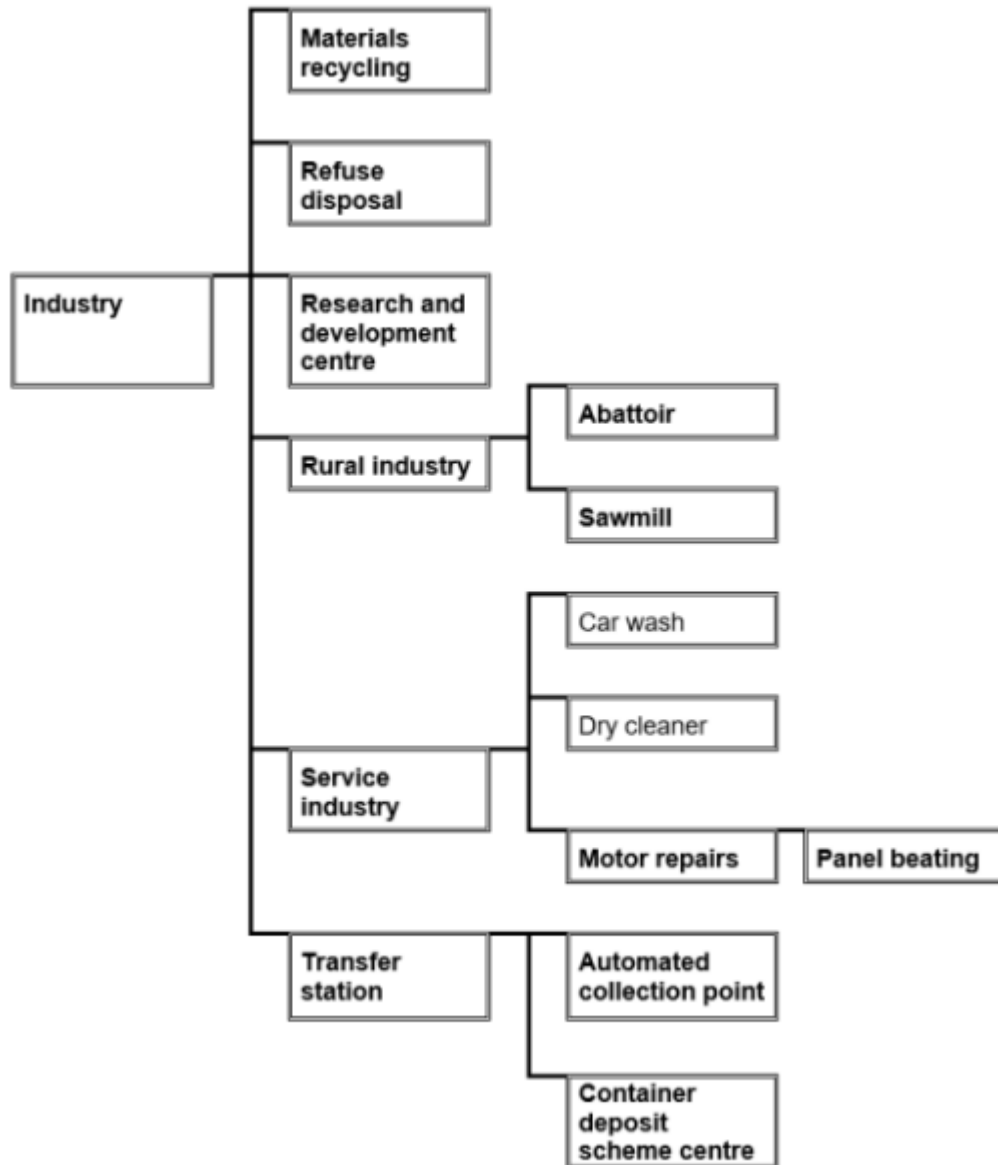 Materials
recycling
Refuse
disposal
Industry
Research and
development
centre
Rural industry
Abattoir
Sawmill
Service
industry
Car wash
Dry cleaner
Motor repairs
Panel beating
Transfer
station
Automated
collection point
Container
deposit
scheme centre